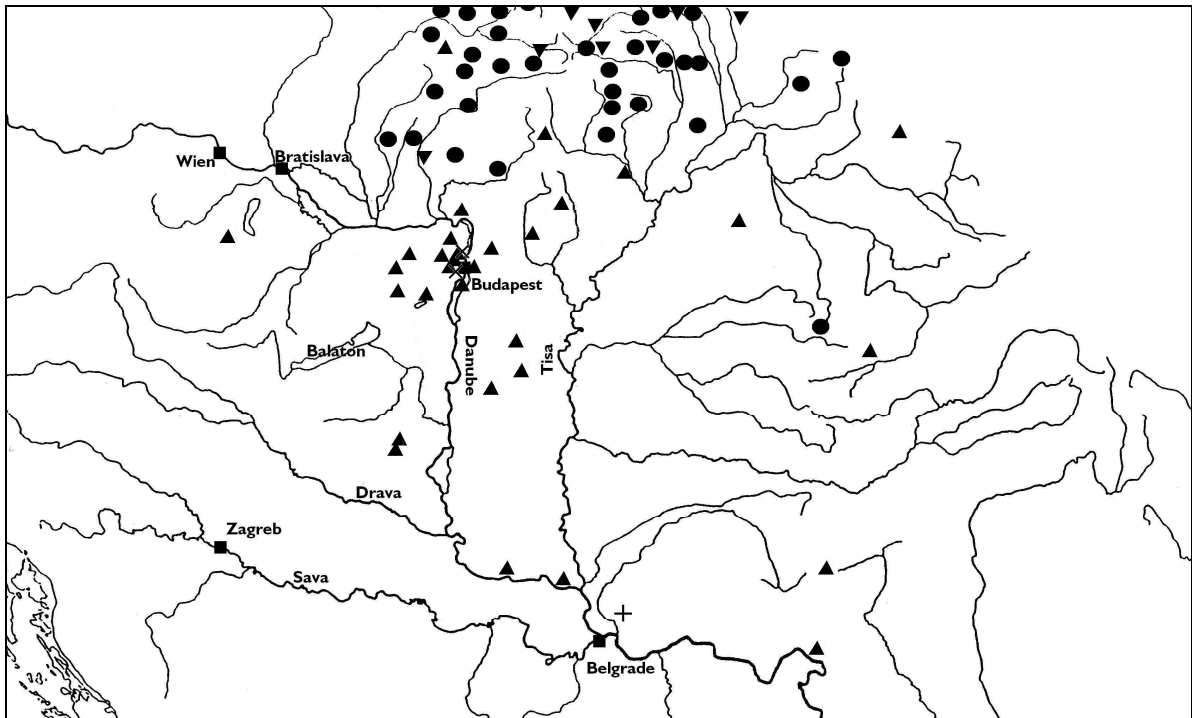 Wien
Bratislava
Budapest
Balaton
Danube
Tisa
Drava
Zagreb
Sava
Belgrade